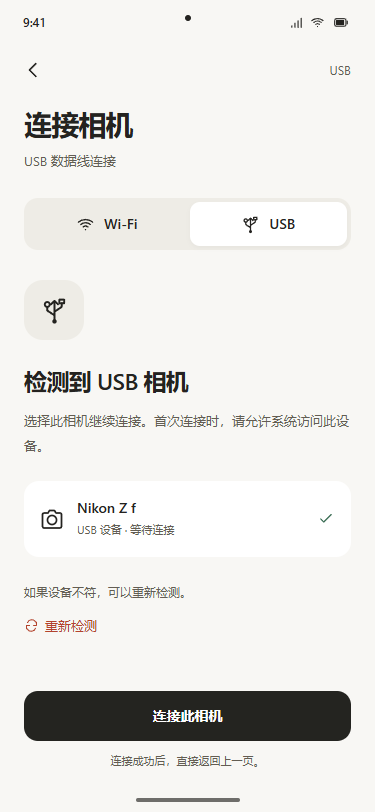 9:41
USB
连接相机
USB 数据线连接
Wi-Fi
USB
检测到 USB 相机
选择此相机继续连接。首次连接时，请允许系统访问此设
备。
Nikon Z f
USB 设备 · 等待连接
如果设备不符，可以重新检测。
重新检测
连接此相机
连接成功后，直接返回上一页。